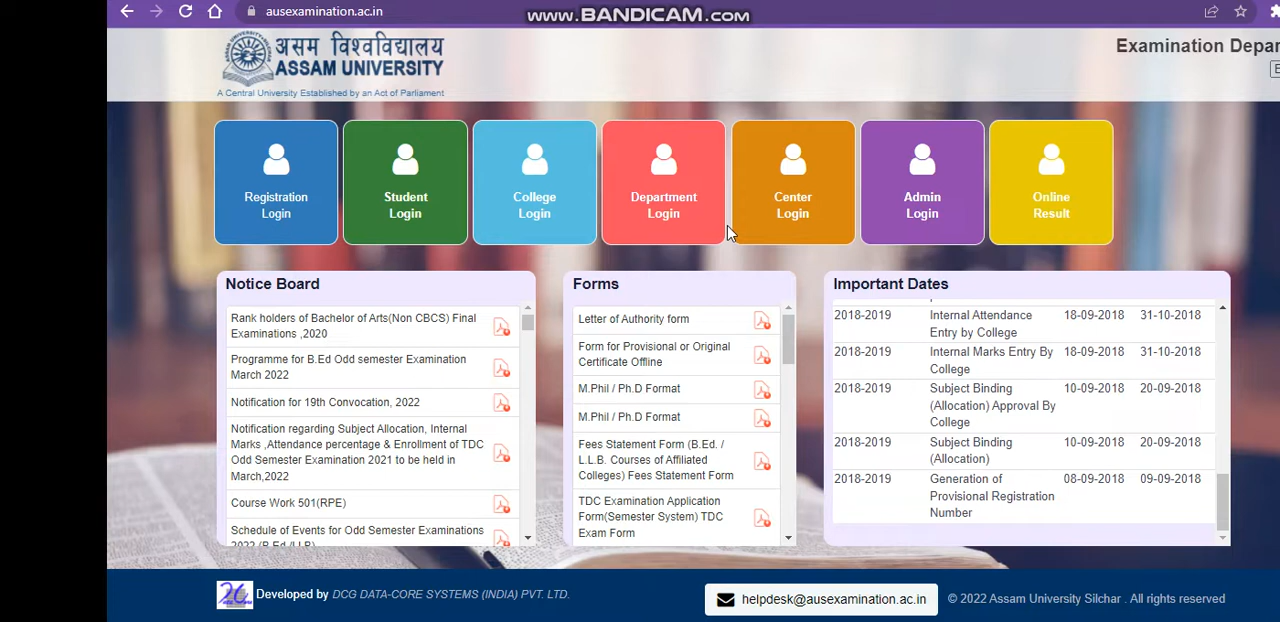 ausexamination.ac.in
www.BANDICAM.com
असम विश्वविद्यालय
ASSAM UNIVERSITY
A Central University Established by an Act of Parliament
Examination
Registration
Login
Student
Login
College
Login
Department
Login
Center
Login
Admin
Login
Online
Result
Notice Board
Rank holders of Bachelor of Arts(Non CBCS) Final
Examinations ,2020
Programme for B.Ed Odd semester Examination
March 2022
Notification for 19th Convocation, 2022
Notification regarding Subject Allocation, Internal
Marks ,Attendance percentage & Enrollment of TDC
Odd Semester Examination 2021 to be held in
March,2022
Course Work 501(RPE)
Schedule of Events for Odd Semester Examinations
Forms
Letter of Authority form
Form for Provisional or Original
Certificate Offline
M.Phil / Ph.D Format
M.Phil / Ph.D Format
Fees Statement Form (B.Ed. /
L.L.B. Courses of Affiliated
Colleges) Fees Statement Form
TDC Examination Application
Form(Semester System) TDC
Exam Form
Important Dates
2018-2019 Internal Attendance 18-09-2018 31-10-2018
Entry by College
2018-2019 Internal Marks Entry By 18-09-2018 31-10-2018
College
2018-2019 Subject Binding 10-09-2018 20-09-2018
(Allocation) Approval By
College
2018-2019 Subject Binding 10-09-2018 20-09-2018
(Allocation)
2018-2019 Generation of 08-09-2018 09-09-2018
Provisional Registration
Number
Developed by DCG DATA-CORE SYSTEMS (INDIA) PVT. LTD.
helpdesk@ausexamination.ac.in
© 2022 Assam University Silchar . All rights reserved